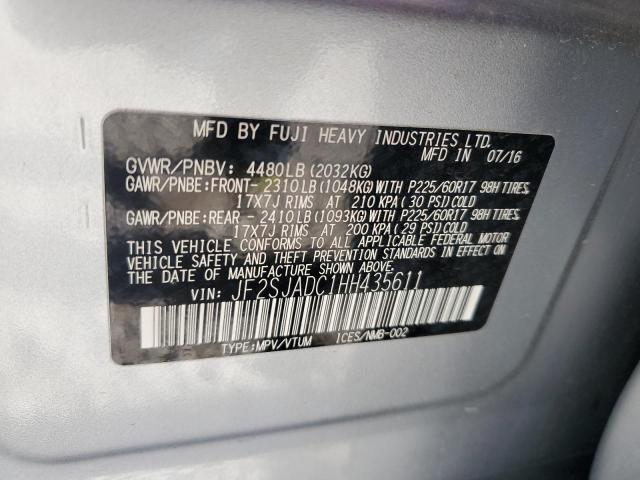 MFD BY FUJI HEAVY INDUSTRIES LTD.
MFD IN 07/16
GVWR/PNBV: 4480LB(2032KG)
GAWR/PNBE:FRONT- 2310LB(1048KG)WITH P225/60R17 98H TIRES,
17X7J RIMS AT 210 KPA(30 PSI)COLD
GAWR/PNBE:REAR - 2410LB(1093KG)WITH P225/60R17 98H TIRES,
17X7J RIMS AT 200 KPA(29 PSI)COLD
THIS VEHICLE CONFORMS TO ALL APPLICABLE FEDERAL MOTOR
VEHICLE SAFETY AND THEFT PREVENTION STANDARDS IN EFFECT ON
THE DATE OF MANUFACTURE SHOWN ABOVE.
VIN: JF2SJADC1HH435611
TYPE:MPV/VTUM ICES/NMB-002